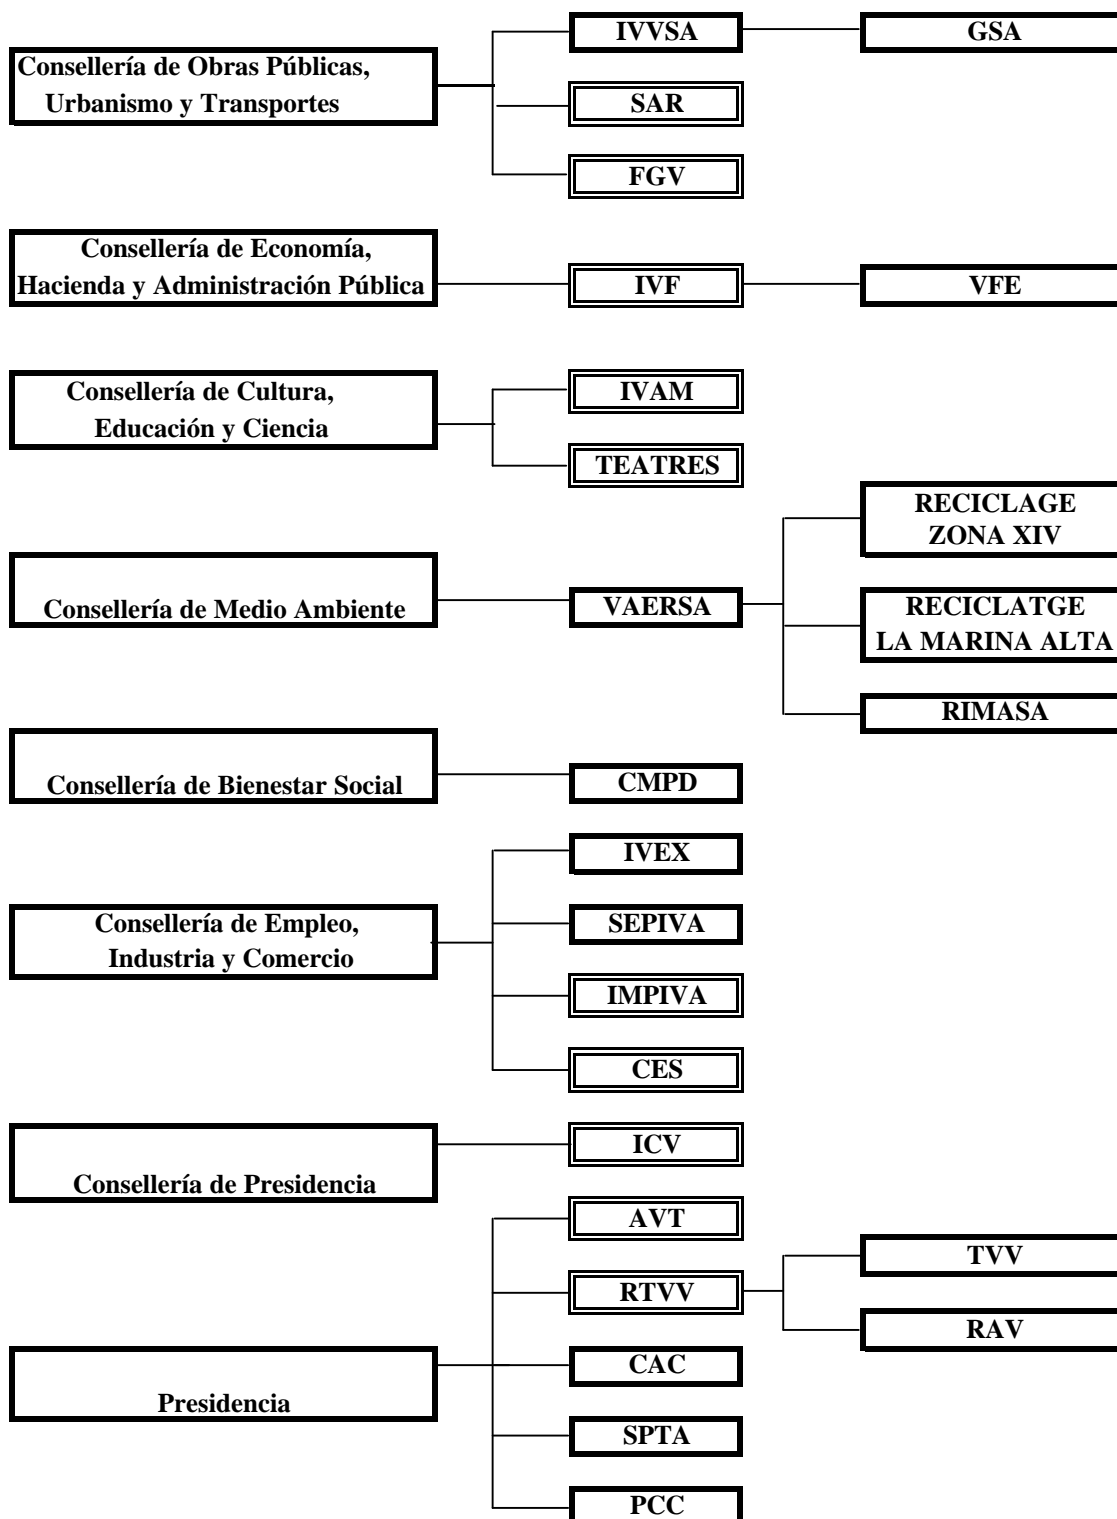 IVVSA
GSA
Consellería de Obras Públicas,
Urbanismo y Transportes
SAR
FGV
Consellería de Economía,
Hacienda y Administración Pública
IVF
VFE
Consellería de Cultura,
Educación y Ciencia
IVAM
TEATRES
RECICLAGE
ZONA XIV
Consellería de Medio Ambiente
VAERSA
RECICLATGE
LA MARINA ALTA
RIMASA
Consellería de Bienestar Social
CMPD
IVEX
Consellería de Empleo,
Industria y Comercio
SEPIVA
IMPIVA
CES
Consellería de Presidencia
ICV
AVT
RTVV
TVV
RAV
Presidencia
CAC
SPTA
PCC